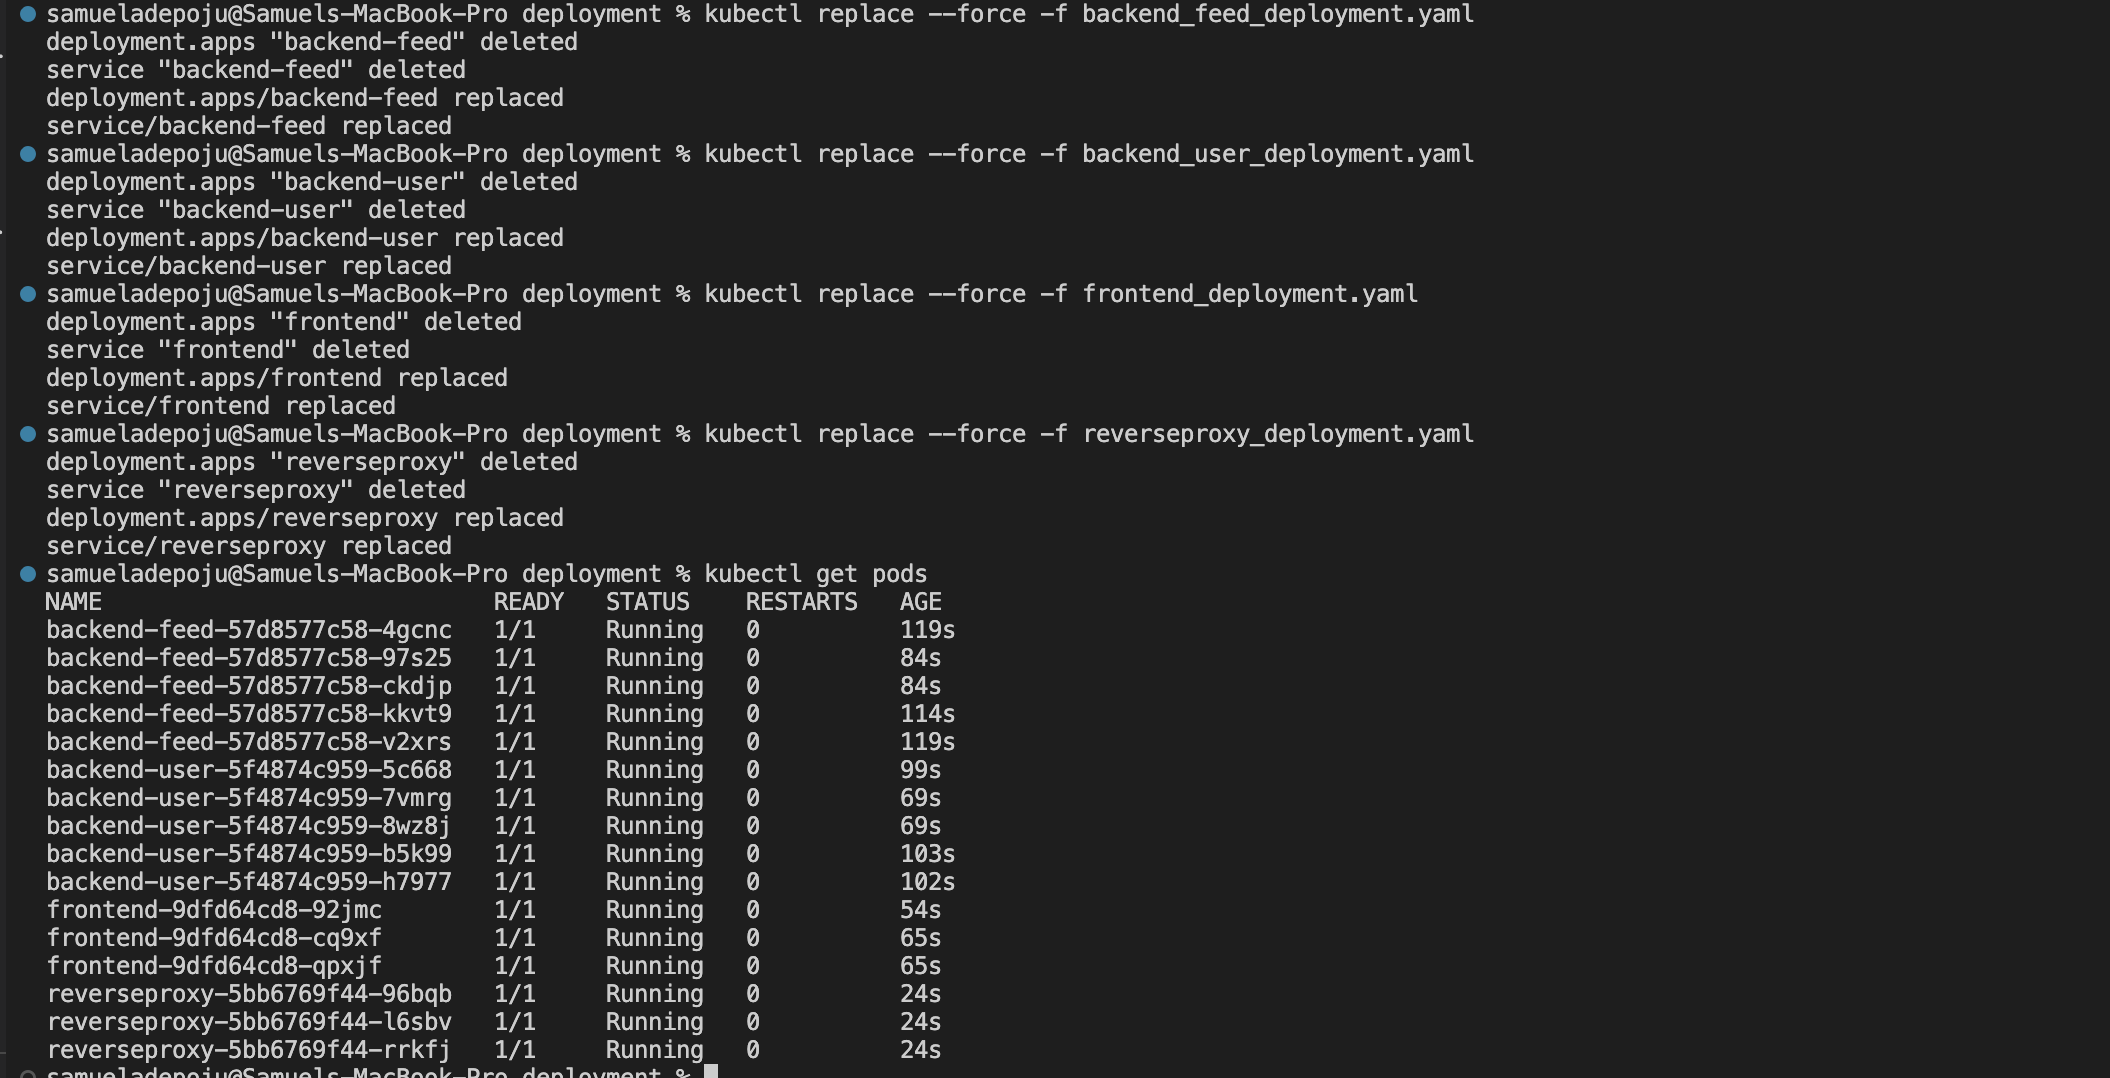 samueladepoju@Samuels-MacBook-Pro deployment % kubectl replace --force -f backend_feed_deployment.yaml
deployment.apps "backend-feed" deleted
service "backend-feed" deleted
deployment.apps/backend-feed replaced
service/backend-feed replaced
samueladepoju@Samuels-MacBook-Pro deployment % kubectl replace --force -f backend_user_deployment.yaml
deployment.apps "backend-user" deleted
service "backend-user" deleted
deployment.apps/backend-user replaced
service/backend-user replaced
samueladepoju@Samuels-MacBook-Pro deployment % kubectl replace --force -f frontend_deployment.yaml
deployment.apps "frontend" deleted
service "frontend" deleted
deployment.apps/frontend replaced
service/frontend replaced
samueladepoju@Samuels-MacBook-Pro deployment % kubectl replace --force -f reverseproxy_deployment.yaml
deployment.apps "reverseproxy" deleted
service "reverseproxy" deleted
deployment.apps/reverseproxy replaced
service/reverseproxy replaced
samueladepoju@Samuels-MacBook-Pro deployment % kubectl get pods
NAME READY STATUS RESTARTS AGE
backend-feed-57d8577c58-4gcnc 1/1 Running 0 119s
backend-feed-57d8577c58-97s25 1/1 Running 0 84s
backend-feed-57d8577c58-ckdjp 1/1 Running 0 84s
backend-feed-57d8577c58-kkvt9 1/1 Running 0 114s
backend-feed-57d8577c58-v2xrs 1/1 Running 0 119s
backend-user-5f4874c959-5c668 1/1 Running 0 99s
backend-user-5f4874c959-7vmrg 1/1 Running 0 69s
backend-user-5f4874c959-8wz8j 1/1 Running 0 69s
backend-user-5f4874c959-b5k99 1/1 Running 0 103s
backend-user-5f4874c959-h7977 1/1 Running 0 102s
frontend-9dfd64cd8-92jmc 1/1 Running 0 54s
frontend-9dfd64cd8-cq9xf 1/1 Running 0 65s
frontend-9dfd64cd8-qpxjf 1/1 Running 0 65s
reverseproxy-5bb6769f44-96bqb 1/1 Running 0 24s
reverseproxy-5bb6769f44-l6sbv 1/1 Running 0 24s
reverseproxy-5bb6769f44-rrkfj 1/1 Running 0 24s
samueladepoju@Samuels-MacBook-Pro deployment %